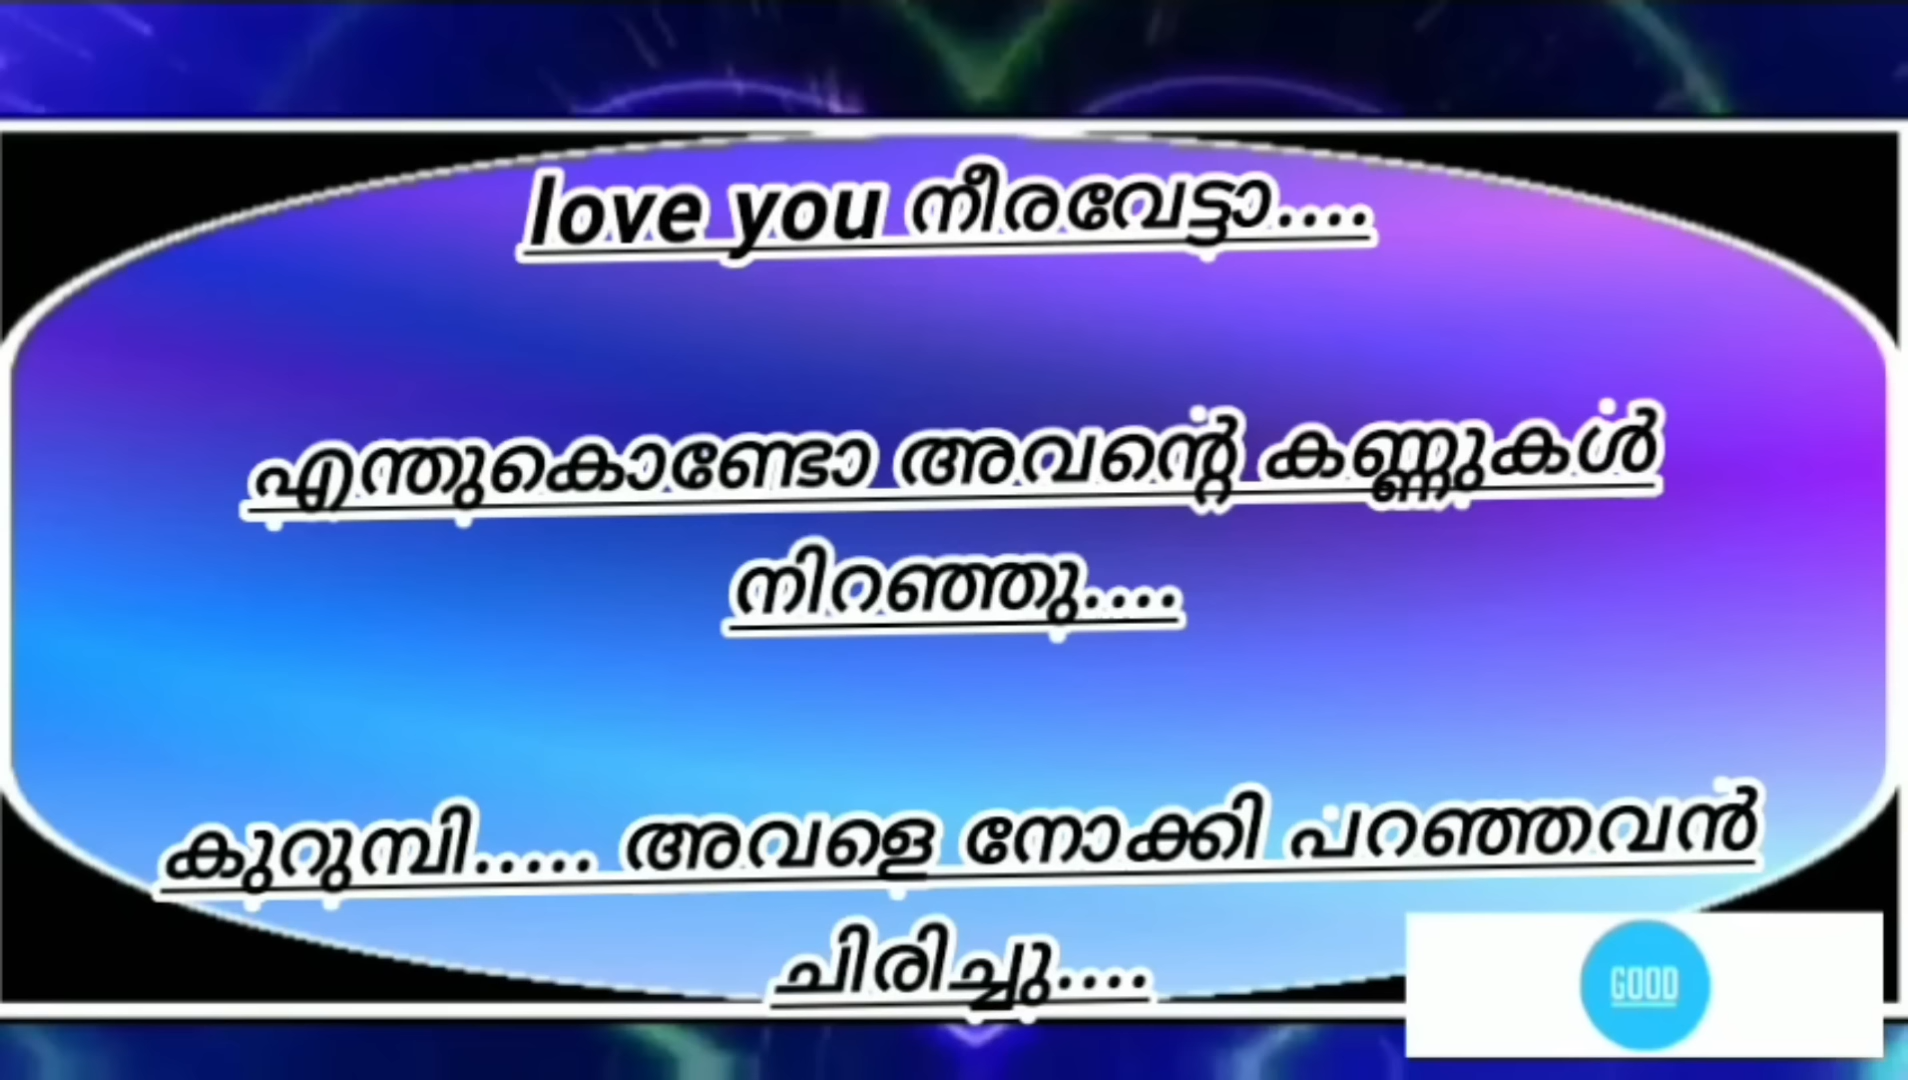 love you നീരവേട്ടാ....
എന്തുകൊണ്ടോ അവന്റെ കണ്ണുകൾ
നിറഞ്ഞു....
കുറുമ്പി..... അവളെ നോക്കി പറഞ്ഞവൻ
ചിരിച്ചു....
GOOD